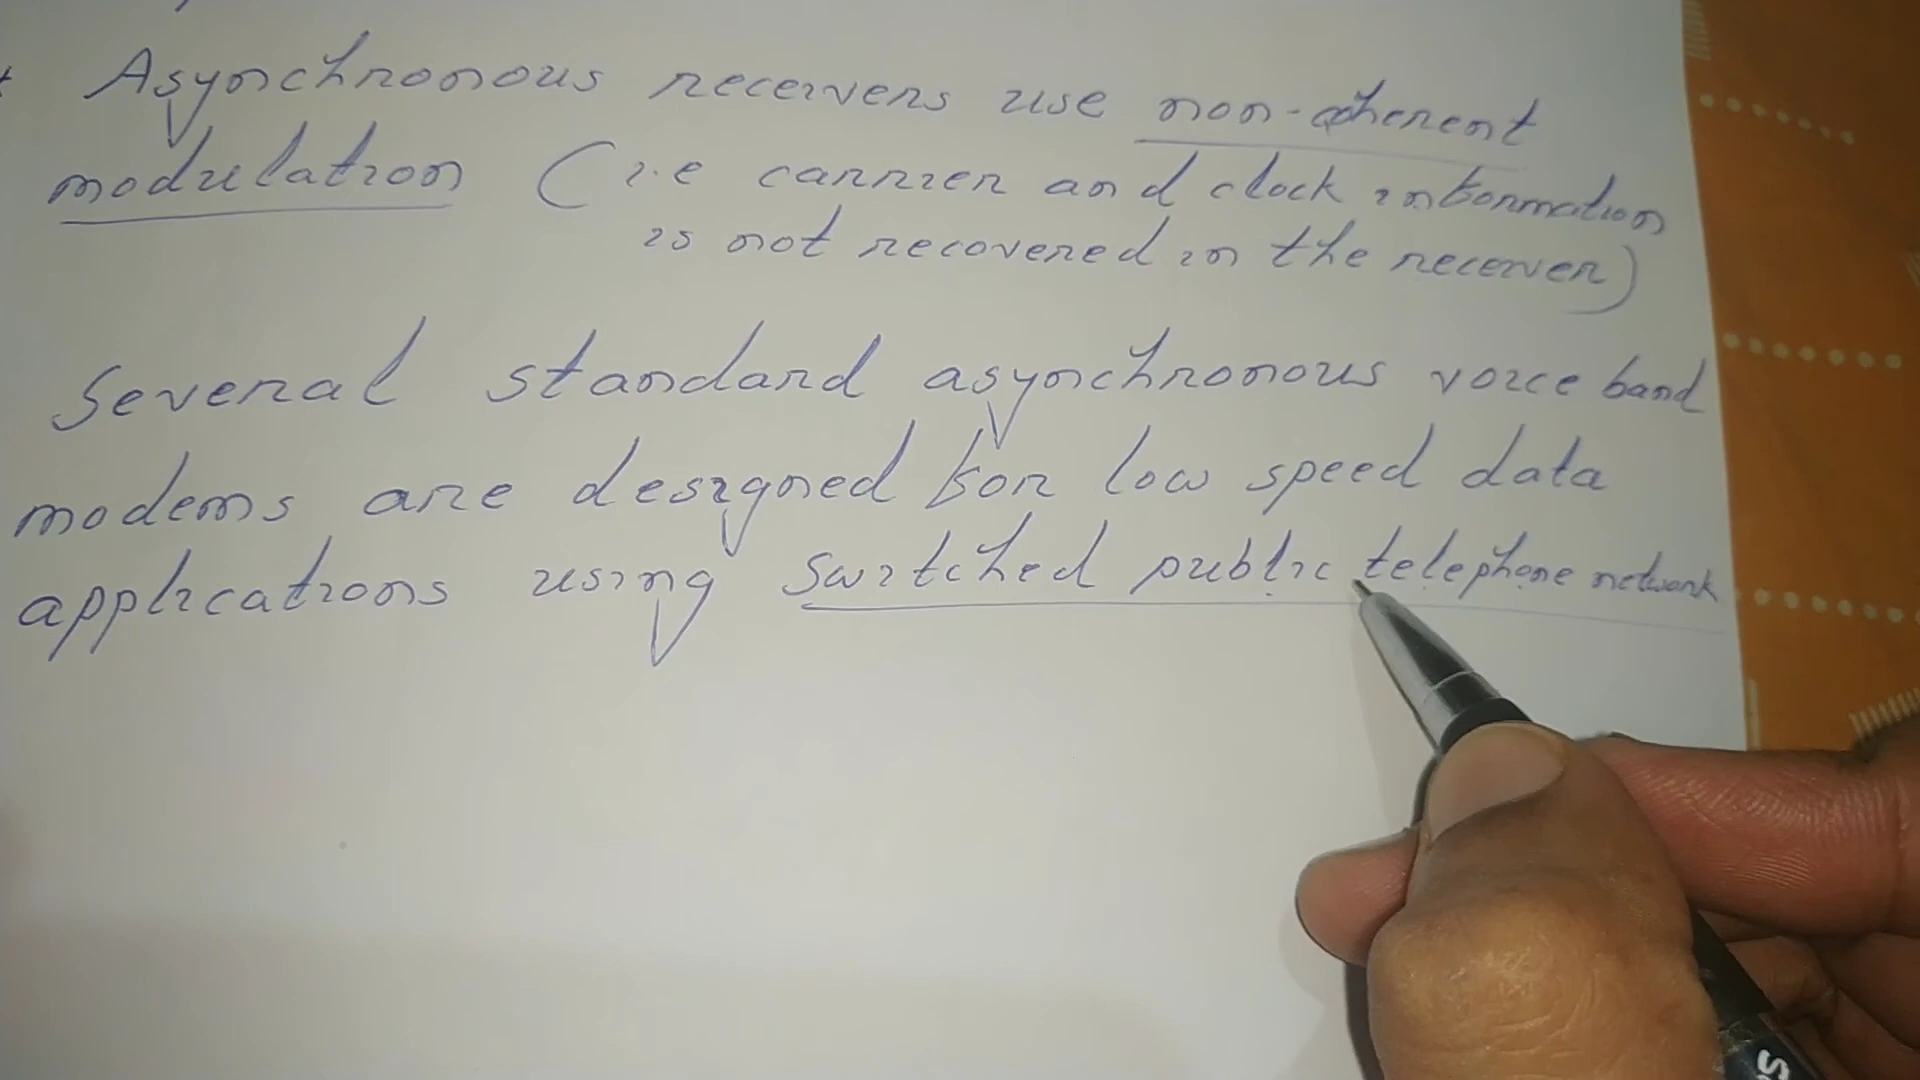 Asynchronous receivers use non-coherent
modulation (i.e carrier and clock information
is not recovered in the receiver)
Several standard asynchronous voice band
modems are designed for low speed data
applications using switched public telephone network